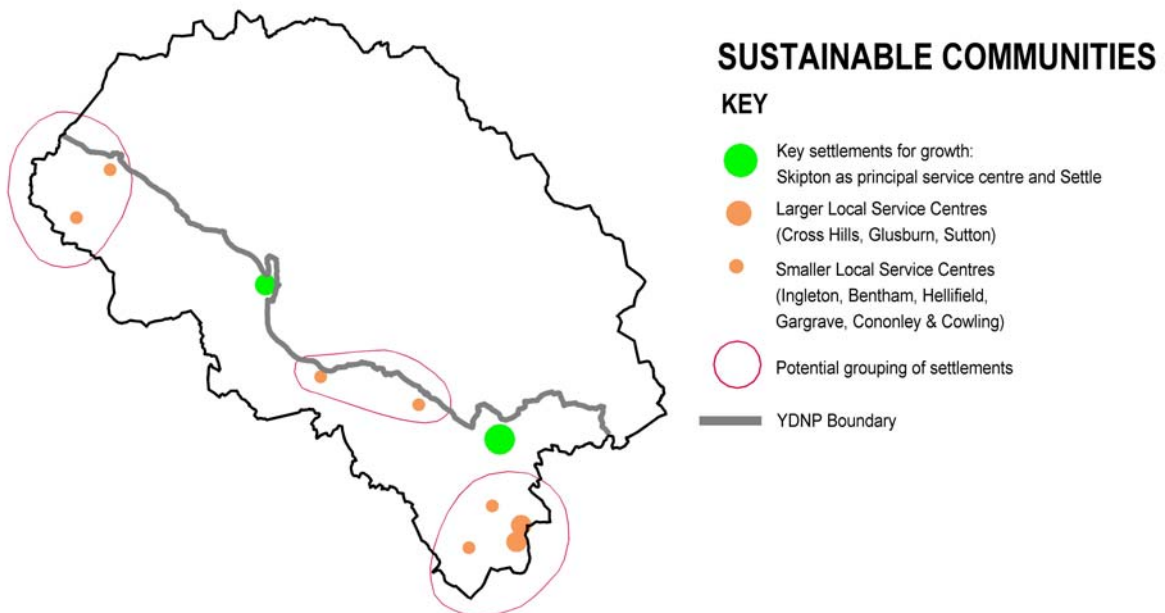 SUSTAINABLE COMMUNITIES
KEY
Key settlements for growth:
Skipton as principal service centre and Settle
Larger Local Service Centres
(Cross Hills, Glusburn, Sutton)
Smaller Local Service Centres
(Ingleton, Bentham, Hellifield,
Gargrave, Cononley & Cowling)
Potential grouping of settlements
YDNP Boundary